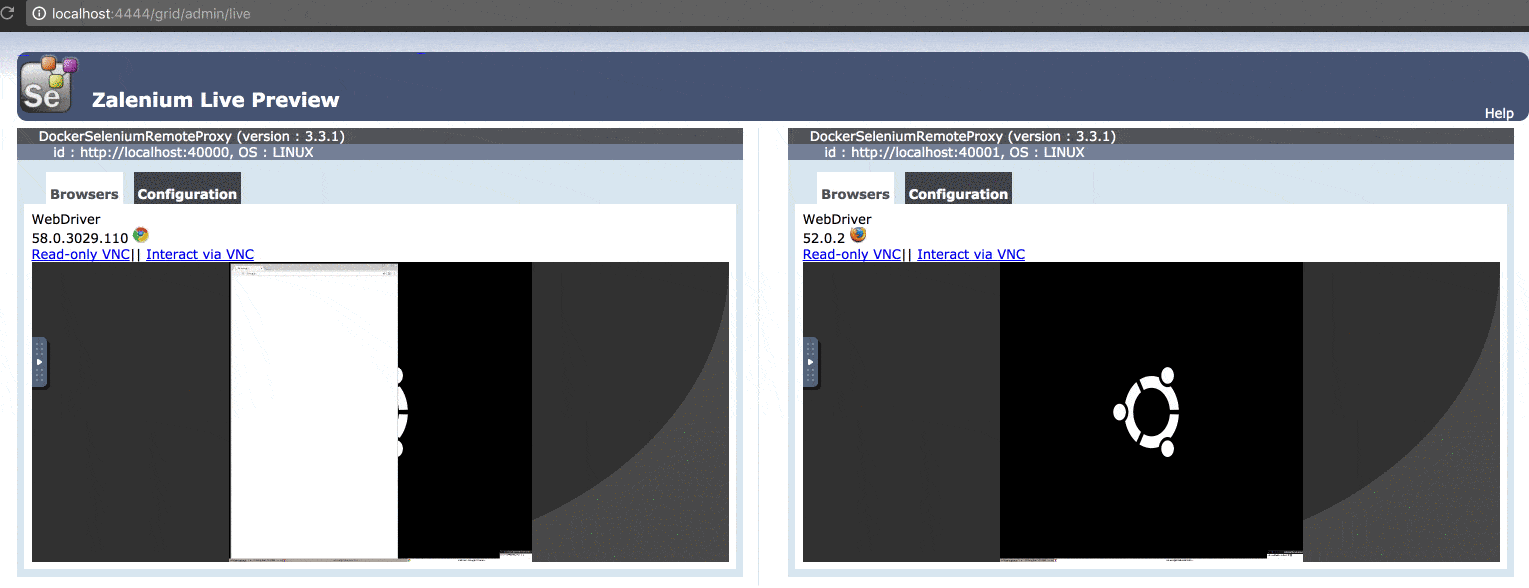 localhost:4444/grid/admin/live
Se
Zalenium Live Preview
Help
DockerSeleniumRemoteProxy (version : 3.3.1)
id : http://localhost:40000, OS : LINUX
Browsers Configuration
WebDriver
58.0.3029.110
Read-only VNC|| Interact via VNC
DockerSeleniumRemoteProxy (version : 3.3.1)
id : http://localhost:40001, OS : LINUX
Browsers Configuration
WebDriver
52.0.2
Read-only VNC|| Interact via VNC